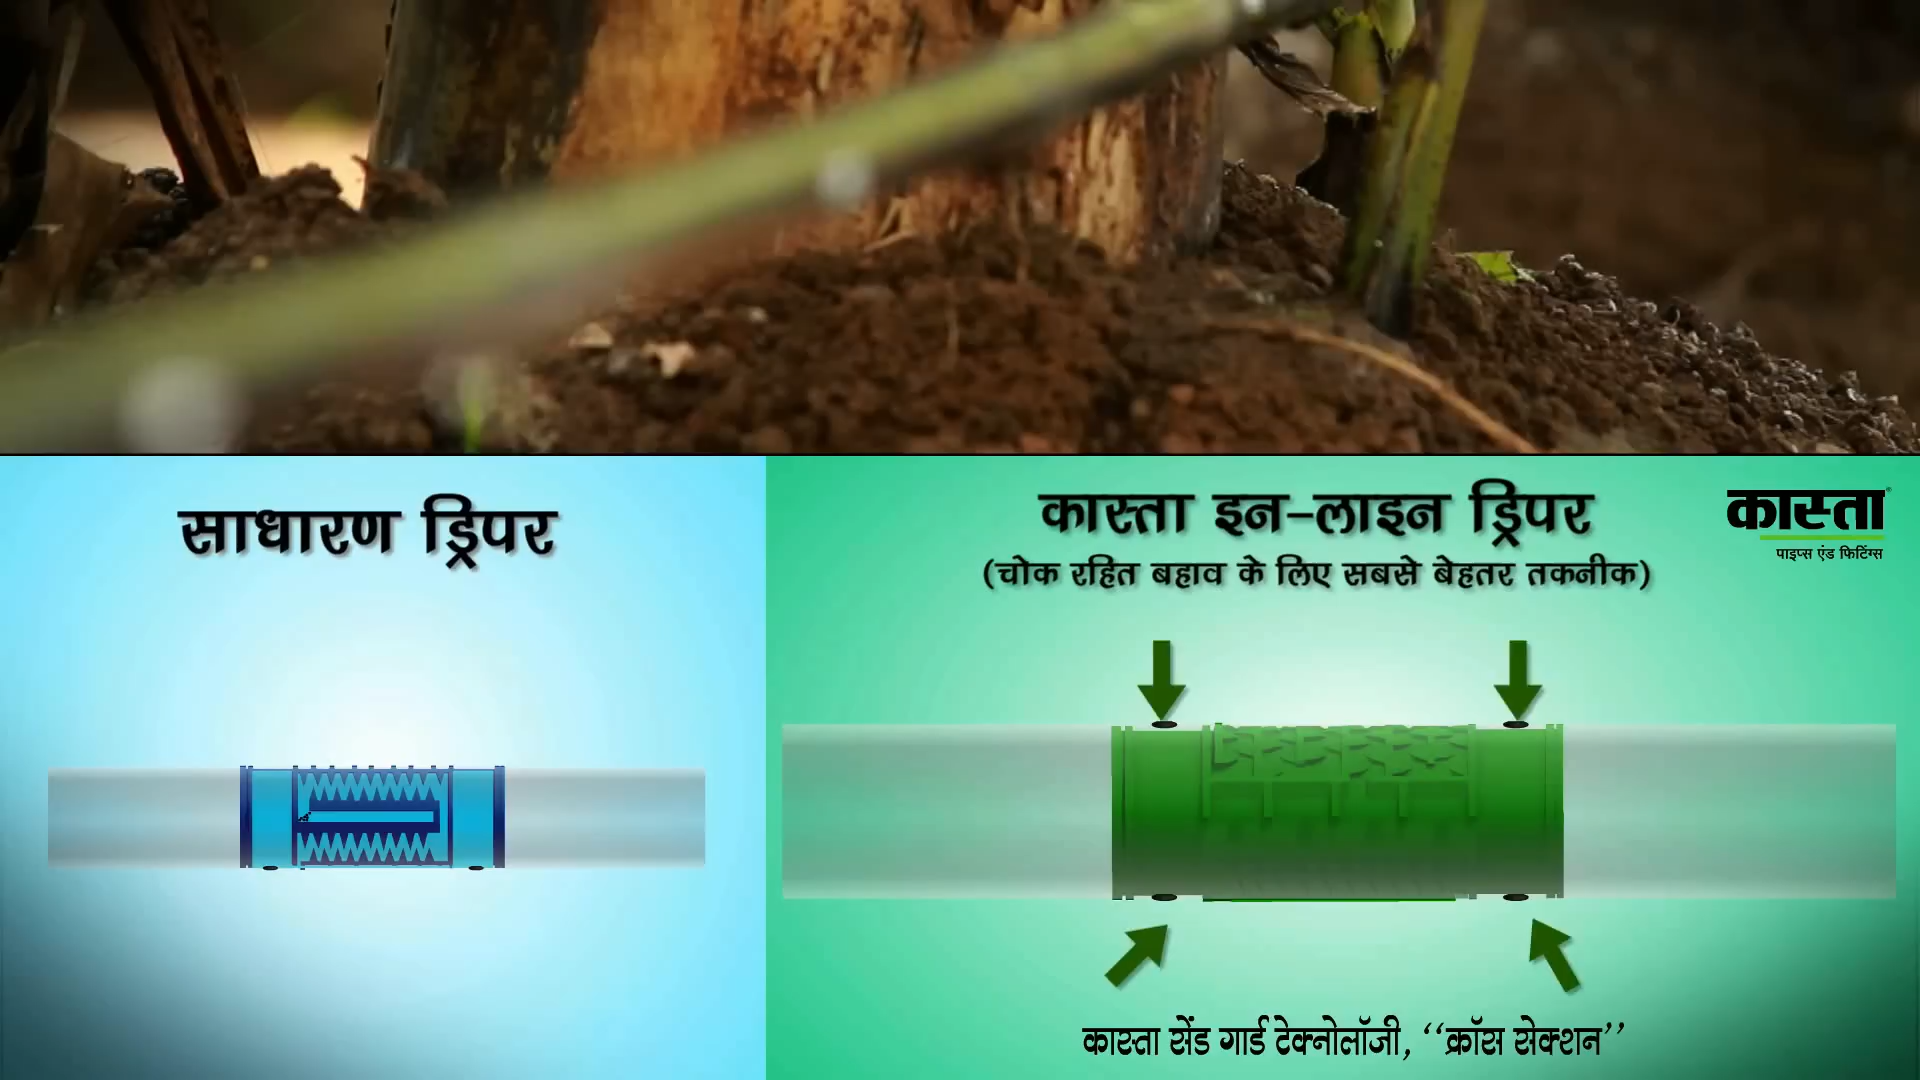 साधारण ड्रिपर
कास्ता इन-लाइन ड्रिपर
(चोक रहित बहाव के लिए सबसे बेहतर तकनीक)
कास्ता
पाइप्स एंड फिटिंग्स
कास्ता सेंड गार्ड टेक्नोलॉजी, “क्रॉस सेक्शन”